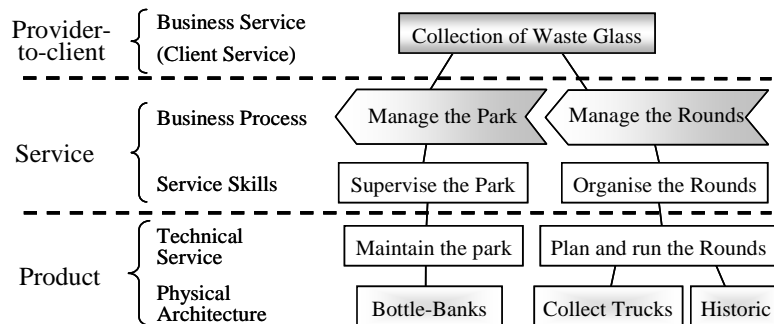 Provider-
to-client
Business Service
(Client Service)
Collection of Waste Glass
Service
Business Process
Manage the Park
Manage the Rounds
Service Skills
Supervise the Park
Organise the Rounds
Product
Technical
Service
Maintain the park
Plan and run the Rounds
Physical
Architecture
Bottle-Banks
Collect Trucks
Historic